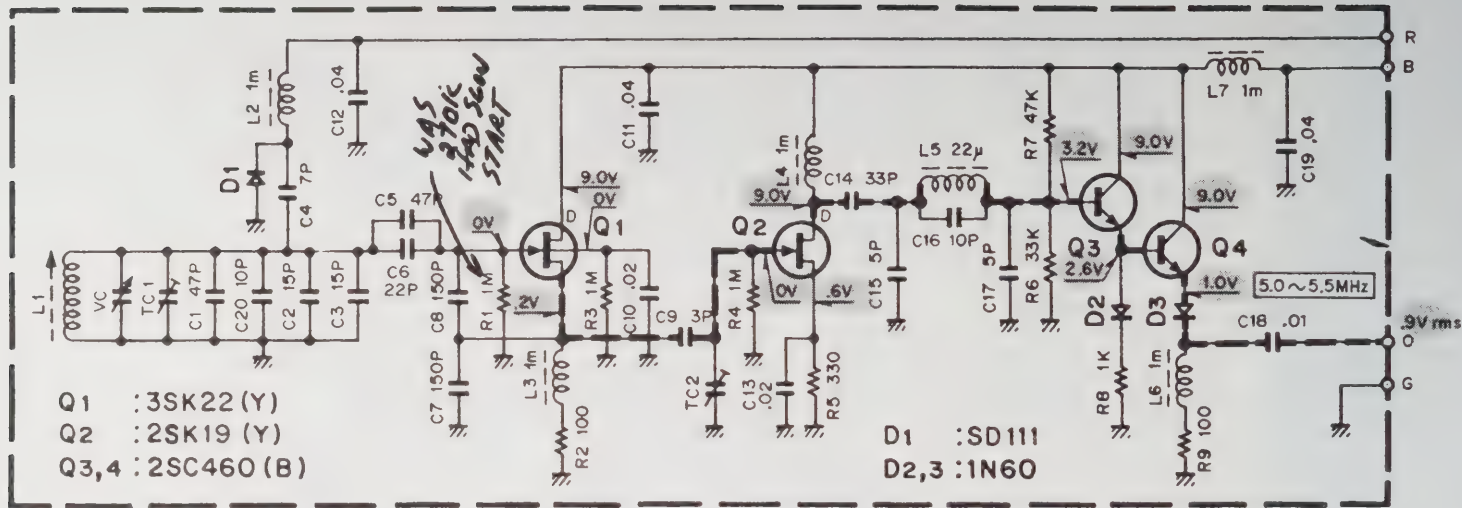 R
B
L2 1m
C12 .04
WAS
270K
HAD SLOW
START
C11 .04
L4 1m
R7 47K
L7 1m
C19 .04
D1
C4 7P
C5 47P
C6
22P
9.0V
0V
D
Q1
0V
9.0V
C14 33P
D
Q2
L5 22μ
C16 10P
3.2V
9.0V
9.0V
Q3
Q4
2.6V
1.0V
5.0~5.5MHz
L1
VC
TC1
C1 47P
C20 10P
C2 15P
C3 15P
C8 150P
R1 1M
.2V
R3 1M
C10 .02
C9 3P
R4 1M
0V
.6V
C15 5P
C17 5P
R6 33K
D2
D3
C18 .01
.9Vrms
O
C7 150P
L3 1m
R2 100
TC2
C13
.02
R5 330
R8 1K
L6 1m
R9 100
G
Q1 :3SK22(Y)
Q2 :2SK19(Y)
Q3,4 :2SC460(B)
D1 :SD111
D2,3 :1N60